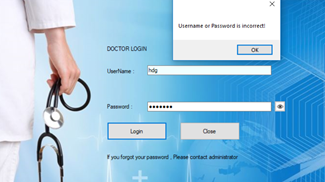 Username or Password is incorrect!
OK
DOCTOR LOGIN
UserName :
hdg
Password :
Login
Close
If you forgot your password , Please contact administrator